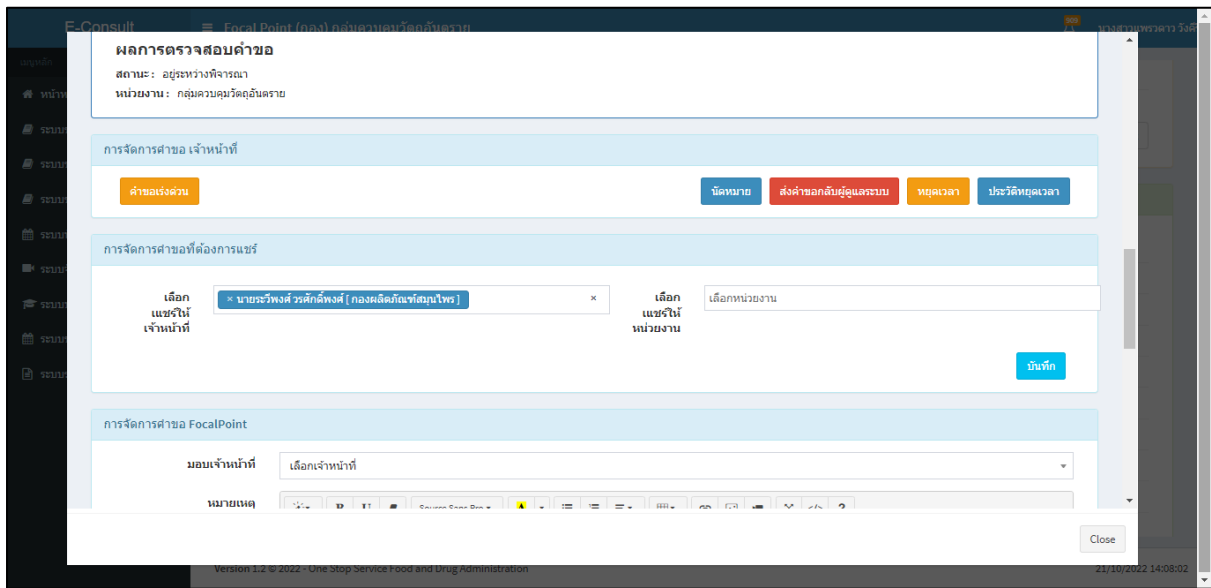 E-Consult
Focal Point (กอง) กลุ่มควบคุมวัตถุอันตราย
เมนูหลัก
ผลการตรวจสอบคำขอ
สถานะ : อยู่ระหว่างพิจารณา
หน่วยงาน : กลุ่มควบคุมวัตถุอันตราย
การจัดการคำขอ เจ้าหน้าที่
คำขอเร่งด่วน นัดหมาย ส่งคำขอกลับผู้ดูแลระบบ หยุดเวลา ประวัติหยุดเวลา
การจัดการคำขอที่ต้องการแชร์
เลือก
แชร์ให้
เจ้าหน้าที่
× นายระวีพงศ์ วรศักดิ์พงศ์ [ กองผลิตภัณฑ์สมุนไพร ] ×
เลือก
แชร์ให้
หน่วยงาน
เลือกหน่วยงาน
บันทึก
การจัดการคำขอ FocalPoint
มอบเจ้าหน้าที่ เลือกเจ้าหน้าที่
หมายเหตุ
Close
Version 1.2 © 2022 - One Stop Service Food and Drug Administration 21/10/2022 14:08:02